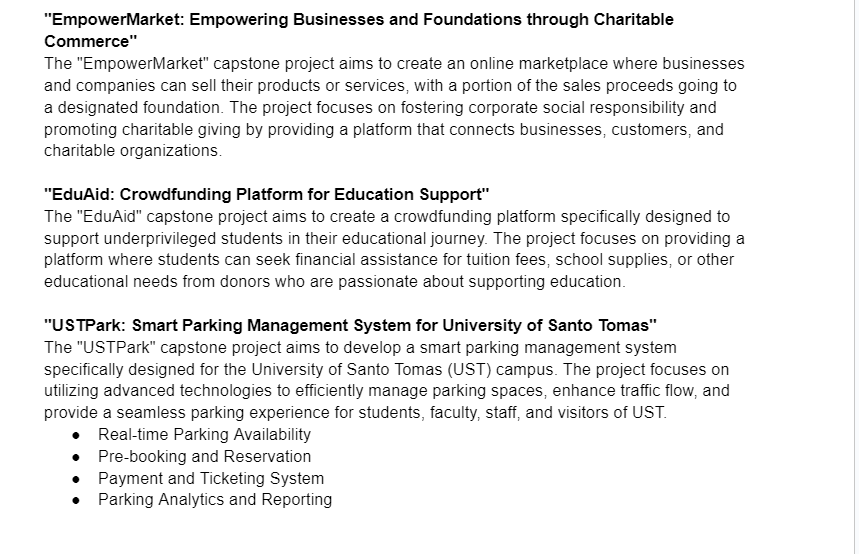 "EmpowerMarket: Empowering Businesses and Foundations through Charitable
Commerce"
The "EmpowerMarket" capstone project aims to create an online marketplace where businesses
and companies can sell their products or services, with a portion of the sales proceeds going to
a designated foundation. The project focuses on fostering corporate social responsibility and
promoting charitable giving by providing a platform that connects businesses, customers, and
charitable organizations.
"EduAid: Crowdfunding Platform for Education Support"
The "EduAid" capstone project aims to create a crowdfunding platform specifically designed to
support underprivileged students in their educational journey. The project focuses on providing a
platform where students can seek financial assistance for tuition fees, school supplies, or other
educational needs from donors who are passionate about supporting education.
"USTPark: Smart Parking Management System for University of Santo Tomas"
The "USTPark" capstone project aims to develop a smart parking management system
specifically designed for the University of Santo Tomas (UST) campus. The project focuses on
utilizing advanced technologies to efficiently manage parking spaces, enhance traffic flow, and
provide a seamless parking experience for students, faculty, staff, and visitors of UST.
● Real-time Parking Availability
● Pre-booking and Reservation
● Payment and Ticketing System
● Parking Analytics and Reporting